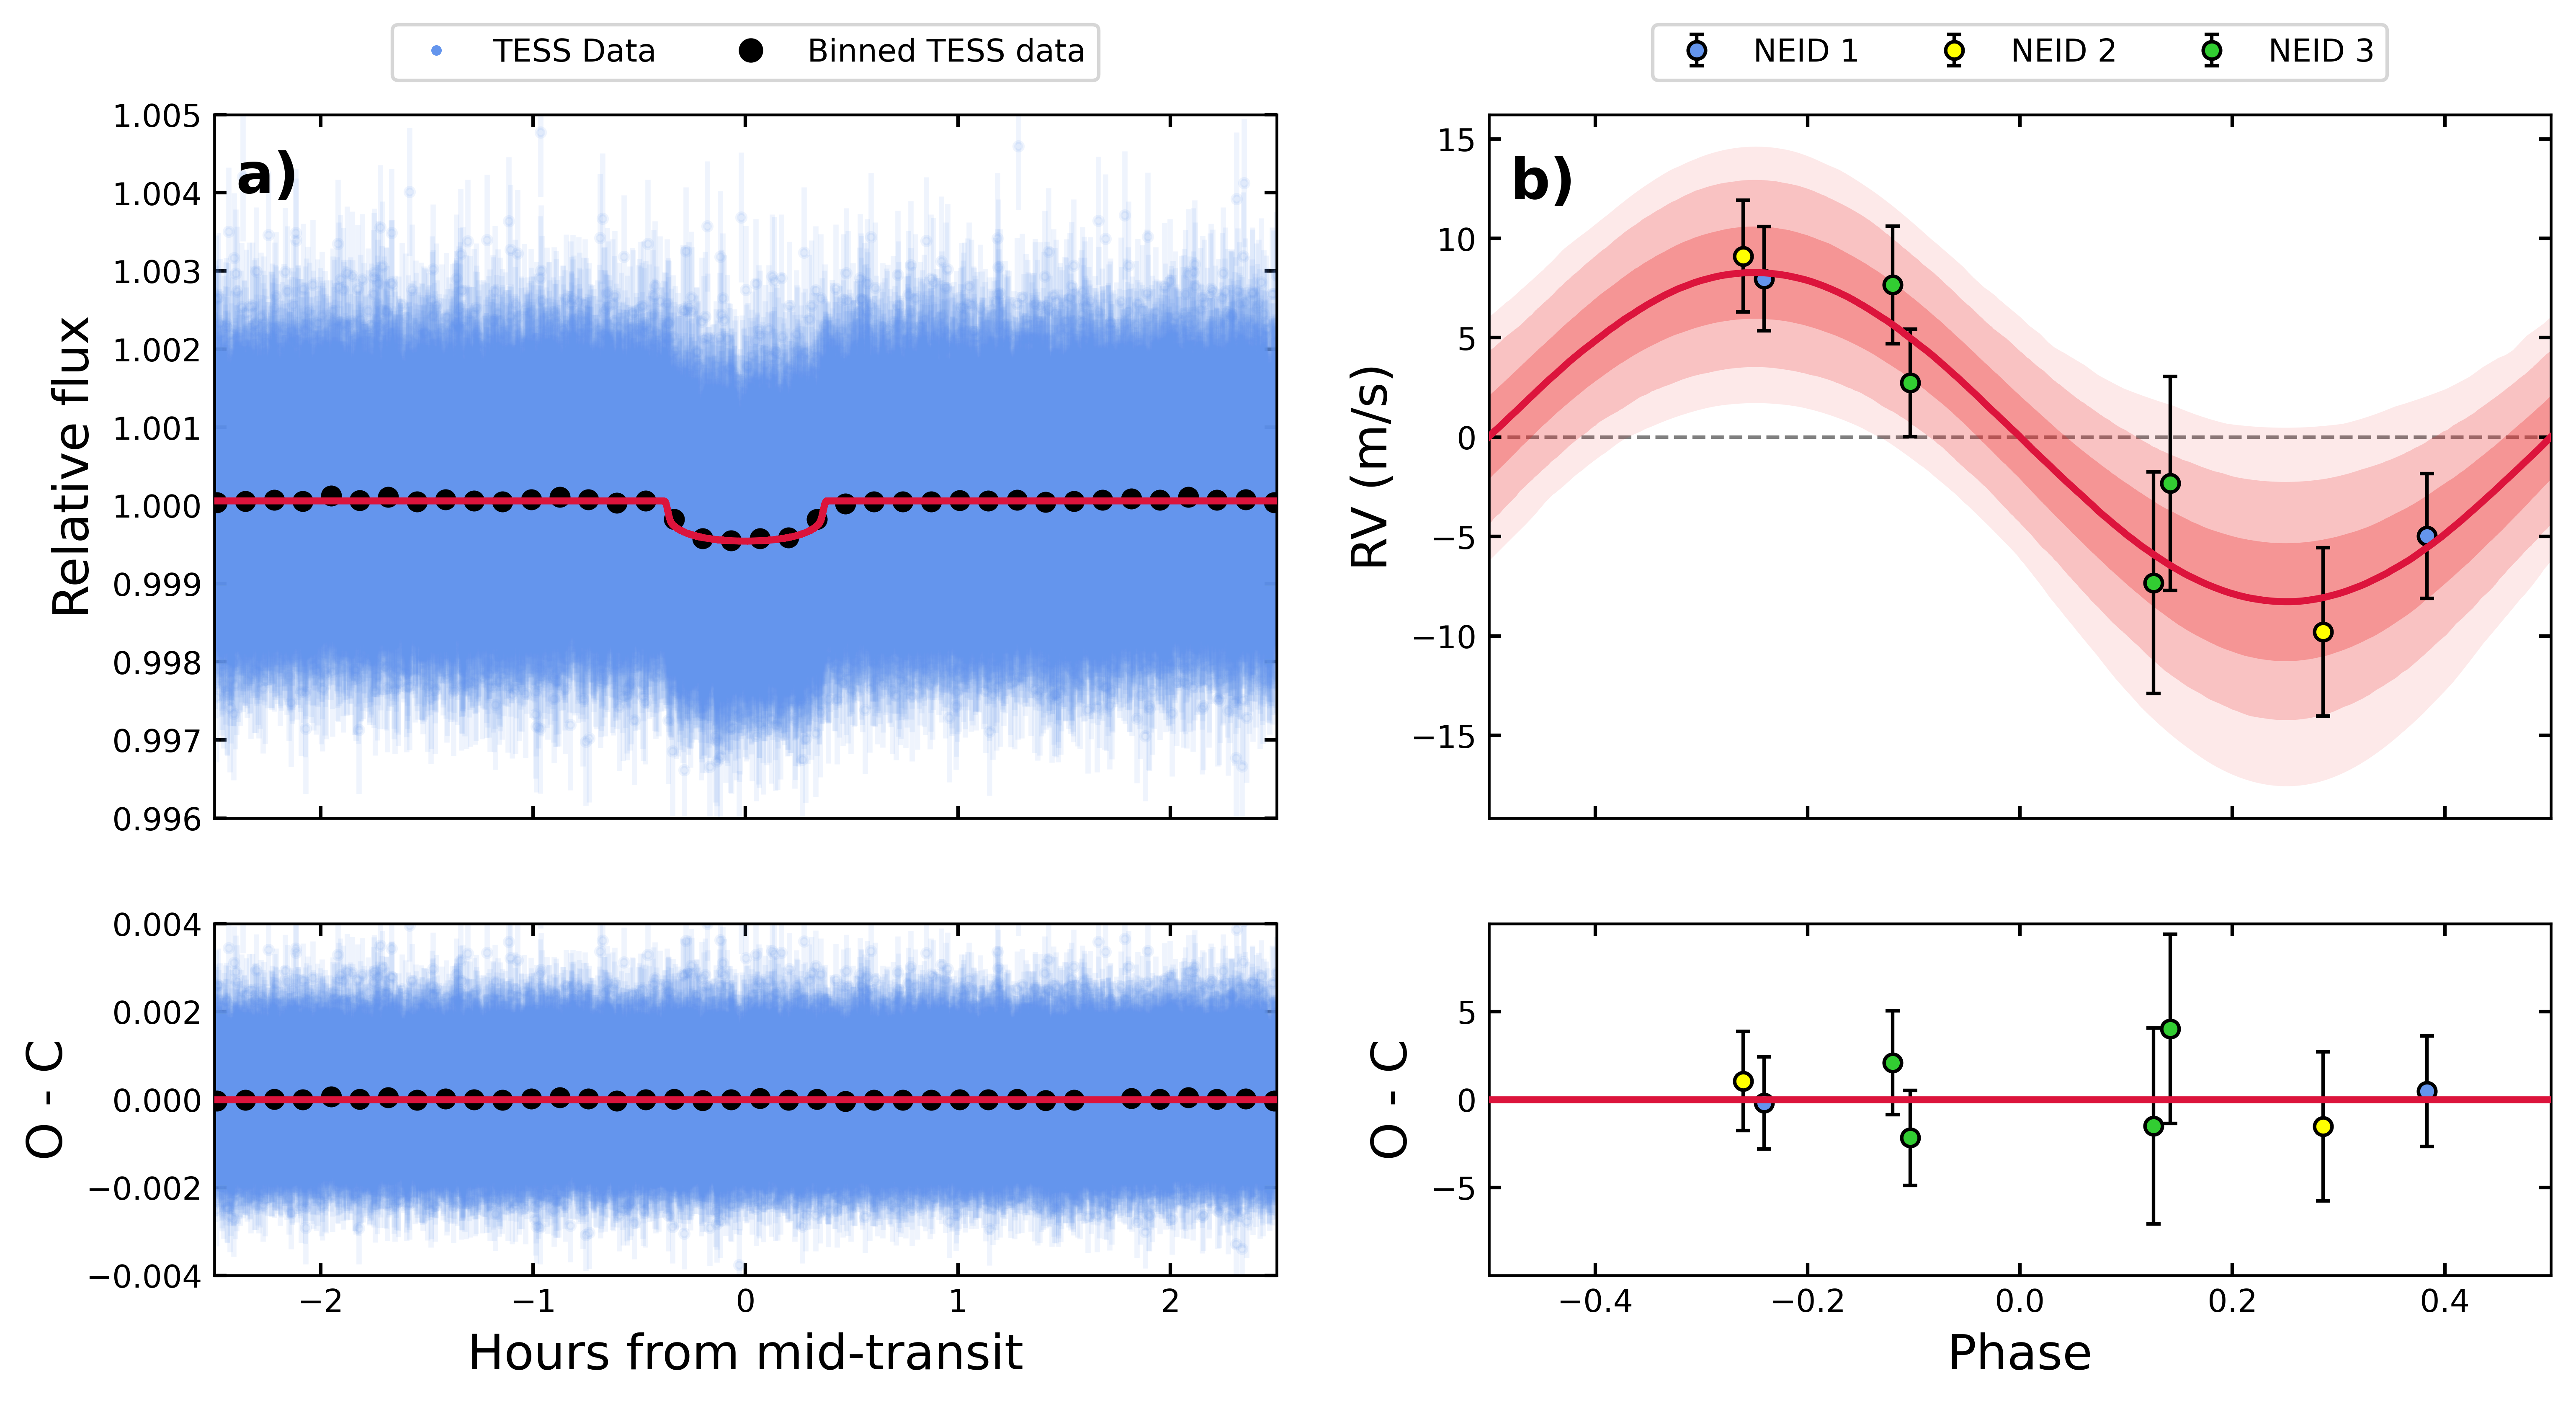 TESS Data Binned TESS data
NEID 1 NEID 2 NEID 3
a)
Relative flux
1.005
1.004
1.003
1.002
1.001
1.000
0.999
0.998
0.997
0.996
b)
RV (m/s)
15
10
5
0
−5
−10
−15
O - C
0.004
0.002
0.000
−0.002
−0.004
−2 −1 0 1 2
Hours from mid-transit
O - C
5
0
−5
−0.4 −0.2 0.0 0.2 0.4
Phase